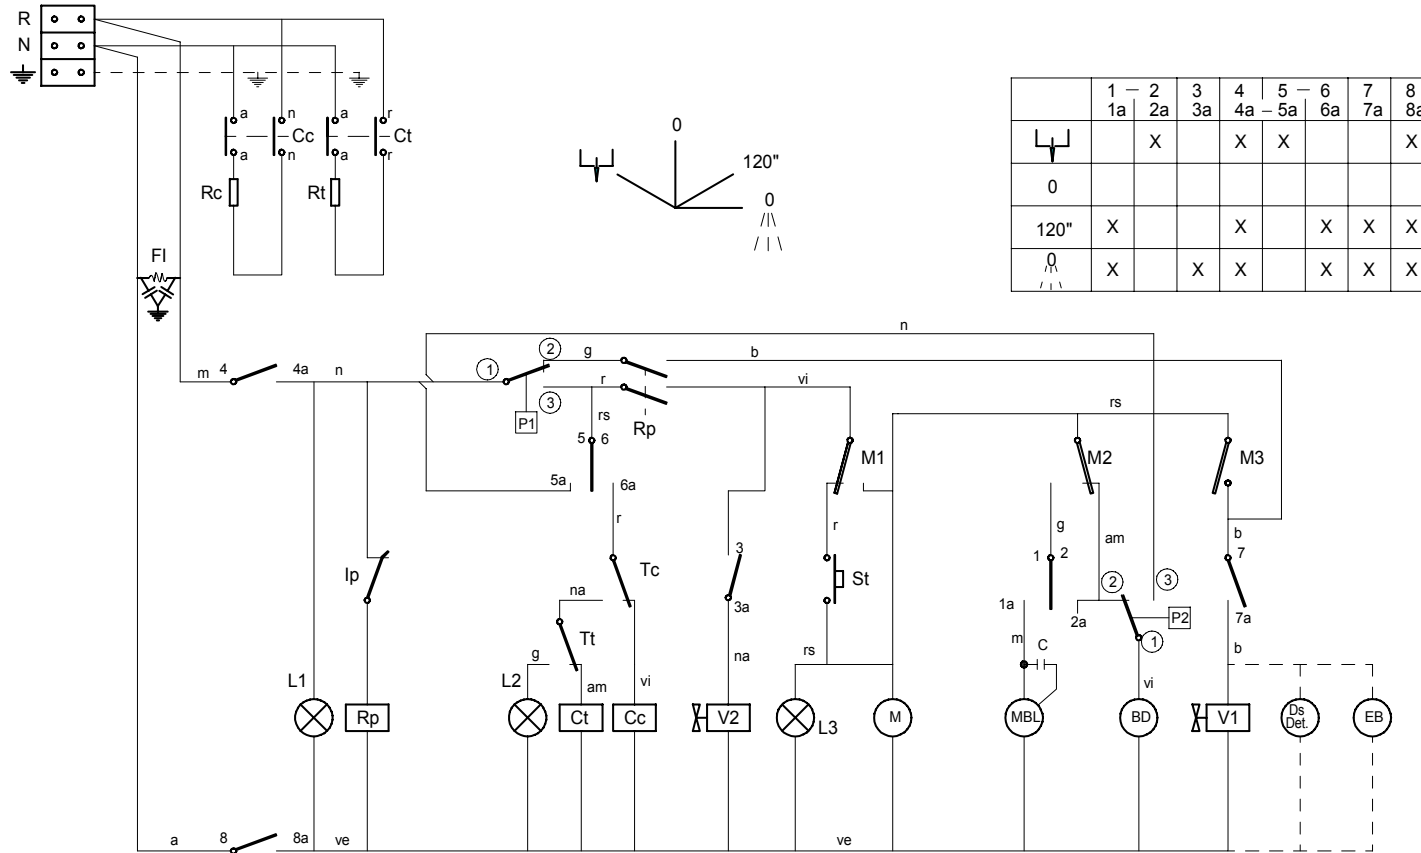 R
N
a n a r
Cc Ct
a n a r
Rc Rt
0
120"
0
1 – 2 3 4 5 – 6 7 8
1a 2a 3a 4a – 5a 6a 7a 8a
X X X X
0
120" X X X X X
0 X X X X X X
FI
n
m 4 4a n 1 2 g b
3 r vi
P1 rs Rp rs
5 6 M1 M2 M3
5a 6a
r r g am b
Ip Tc 3 St 1 2 2 3 7
na 3a 1a 2a P2 7a
Tt 1
g na rs m C b
L1 L2 am vi vi
Rp Ct Cc V2 L3 M MBL BD V1 Ds Det. EB
a 8 8a ve ve